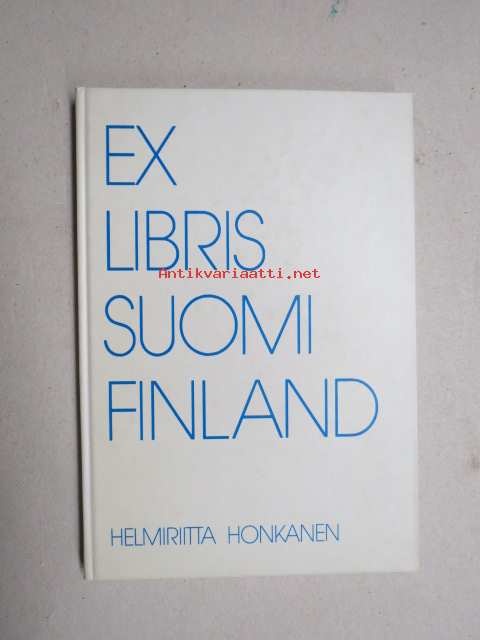 EX
LIBRIS
Antikvariaatti.net
SUOMI
FINLAND
HELMIRIITTA HONKANEN